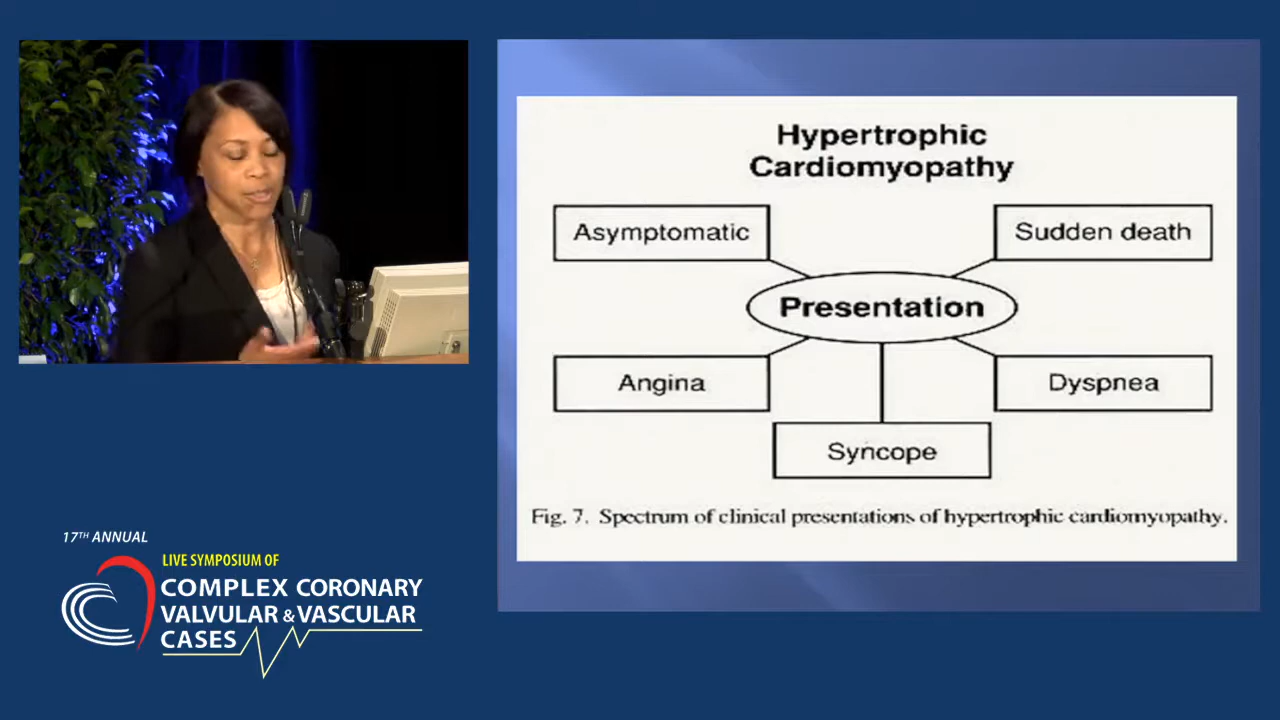 Hypertrophic
Cardiomyopathy
Asymptomatic
Sudden death
Presentation
Angina
Dyspnea
Syncope
Fig. 7. Spectrum of clinical presentations of hypertrophic cardiomyopathy.
17TH ANNUAL
LIVE SYMPOSIUM OF
COMPLEX CORONARY
VALVULAR & VASCULAR
CASES